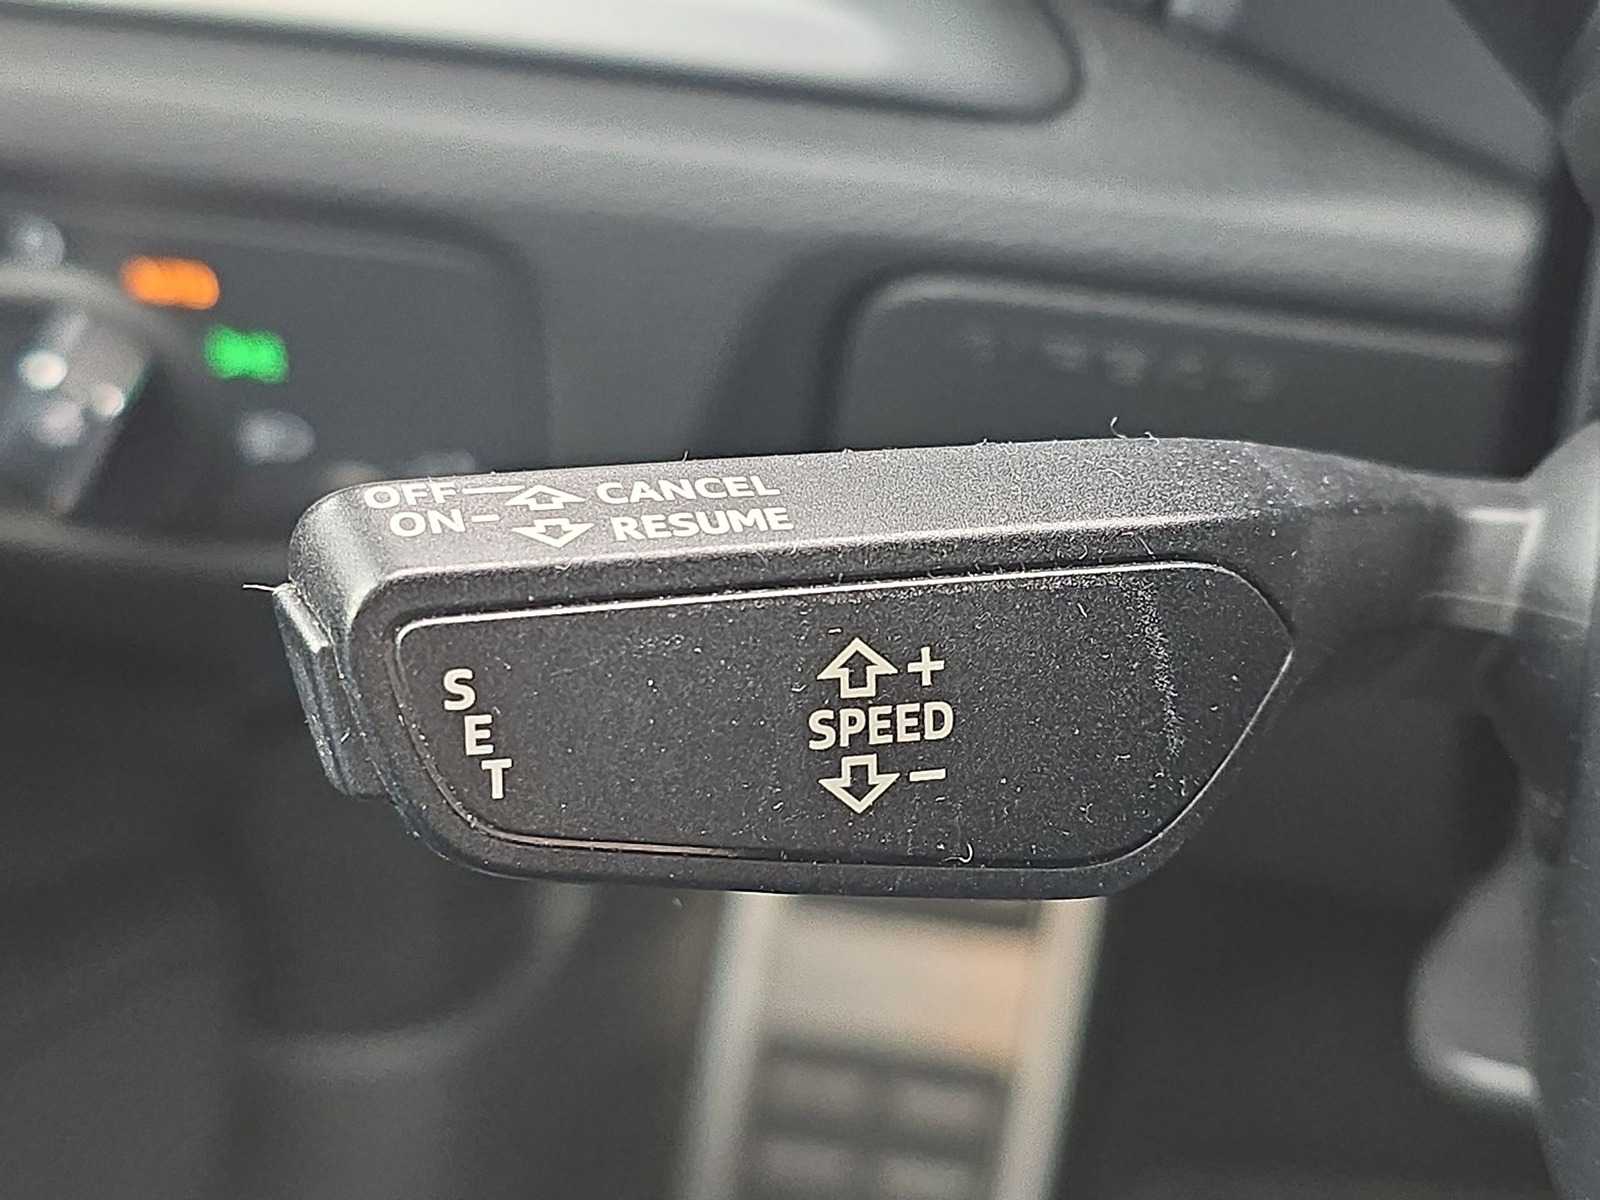 OFF CANCEL
ON RESUME
SET
+
SPEED
-